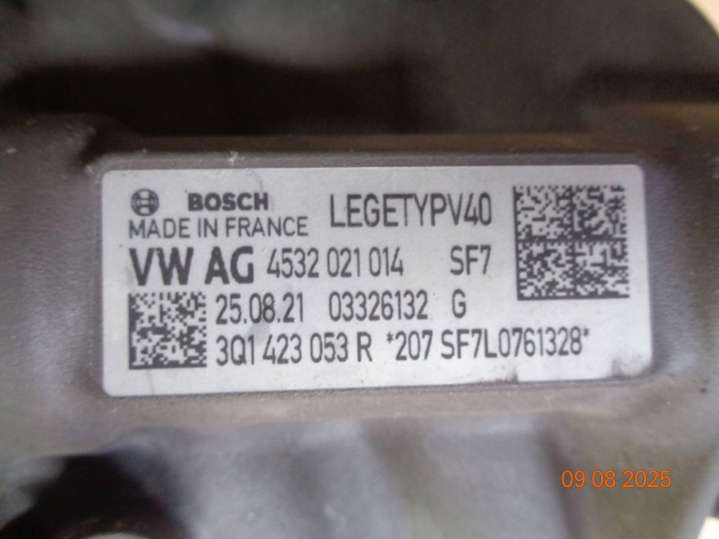 BOSCH LEGETYPV40
MADE IN FRANCE
VW AG 4532 021 014 SF7
25.08.21 03326132 G
3Q1 423 053 R *207 SF7L0761328*
09 08 2025